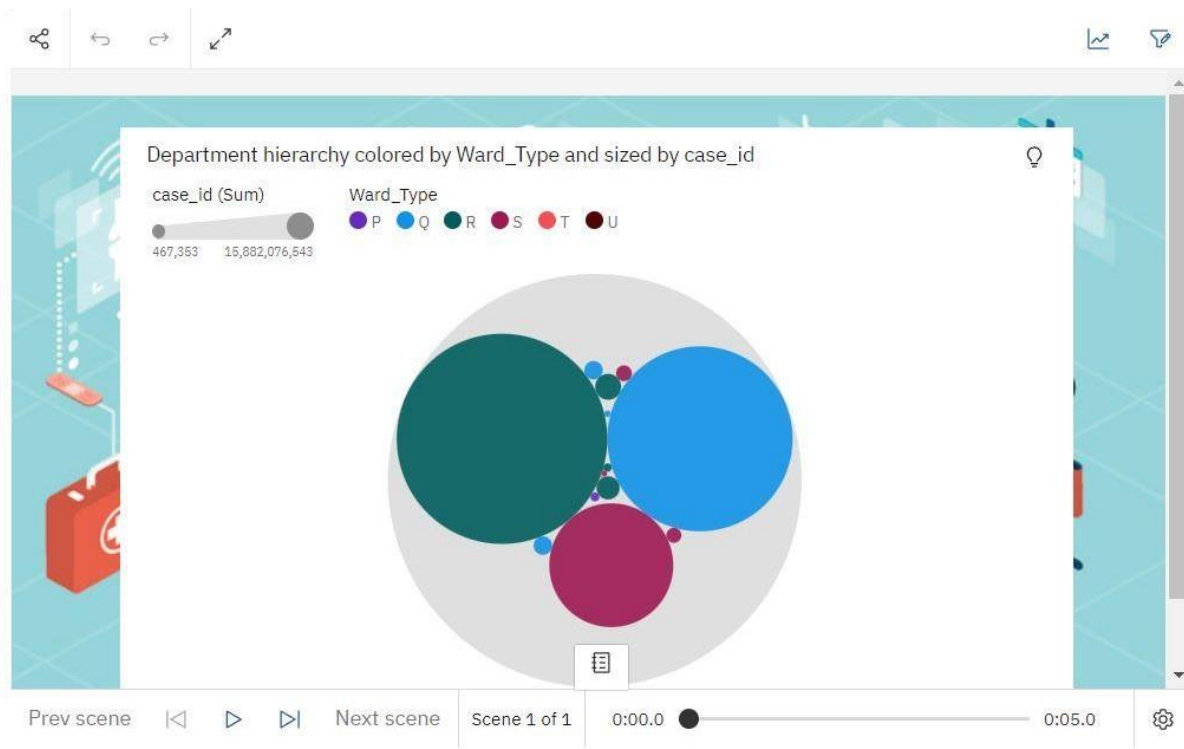 Department hierarchy colored by Ward_Type and sized by case_id
case_id (Sum)
467,353 15,882,076,543
Ward_Type
P Q R S T U
Prev scene Next scene Scene 1 of 1 0:00.0 0:05.0